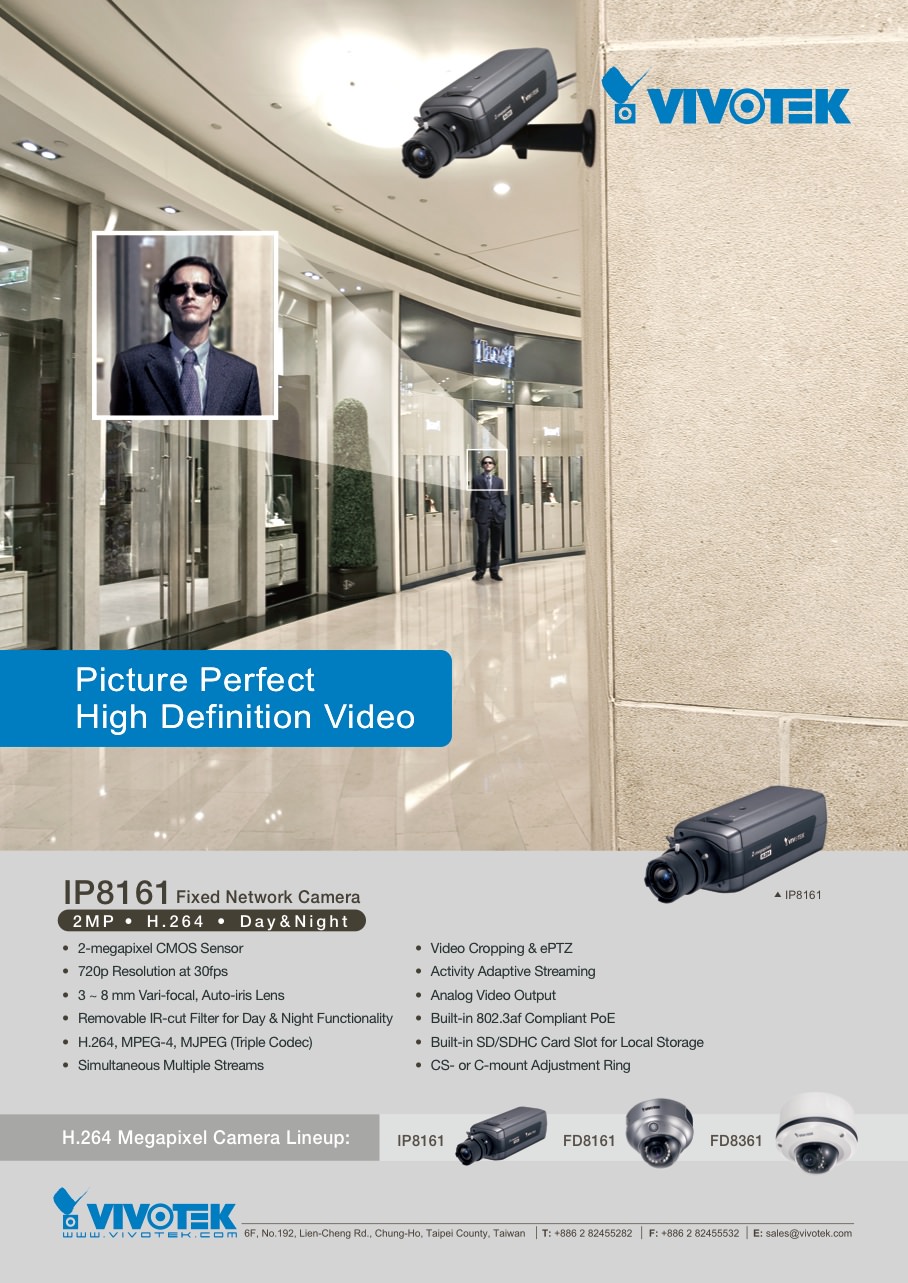 VIVOTEK
Picture Perfect
High Definition Video
▲ IP8161
IP8161 Fixed Network Camera
2MP • H.264 • Day&Night
• 2-megapixel CMOS Sensor
• 720p Resolution at 30fps
• 3 ~ 8 mm Vari-focal, Auto-iris Lens
• Removable IR-cut Filter for Day & Night Functionality
• H.264, MPEG-4, MJPEG (Triple Codec)
• Simultaneous Multiple Streams
• Video Cropping & ePTZ
• Activity Adaptive Streaming
• Analog Video Output
• Built-in 802.3af Compliant PoE
• Built-in SD/SDHC Card Slot for Local Storage
• CS- or C-mount Adjustment Ring
H.264 Megapixel Camera Lineup: IP8161 FD8161 FD8361
VIVOTEK
www.vivotek.com
6F, No.192, Lien-Cheng Rd., Chung-Ho, Taipei County, Taiwan | T: +886 2 82455282 | F: +886 2 82455532 | E: sales@vivotek.com